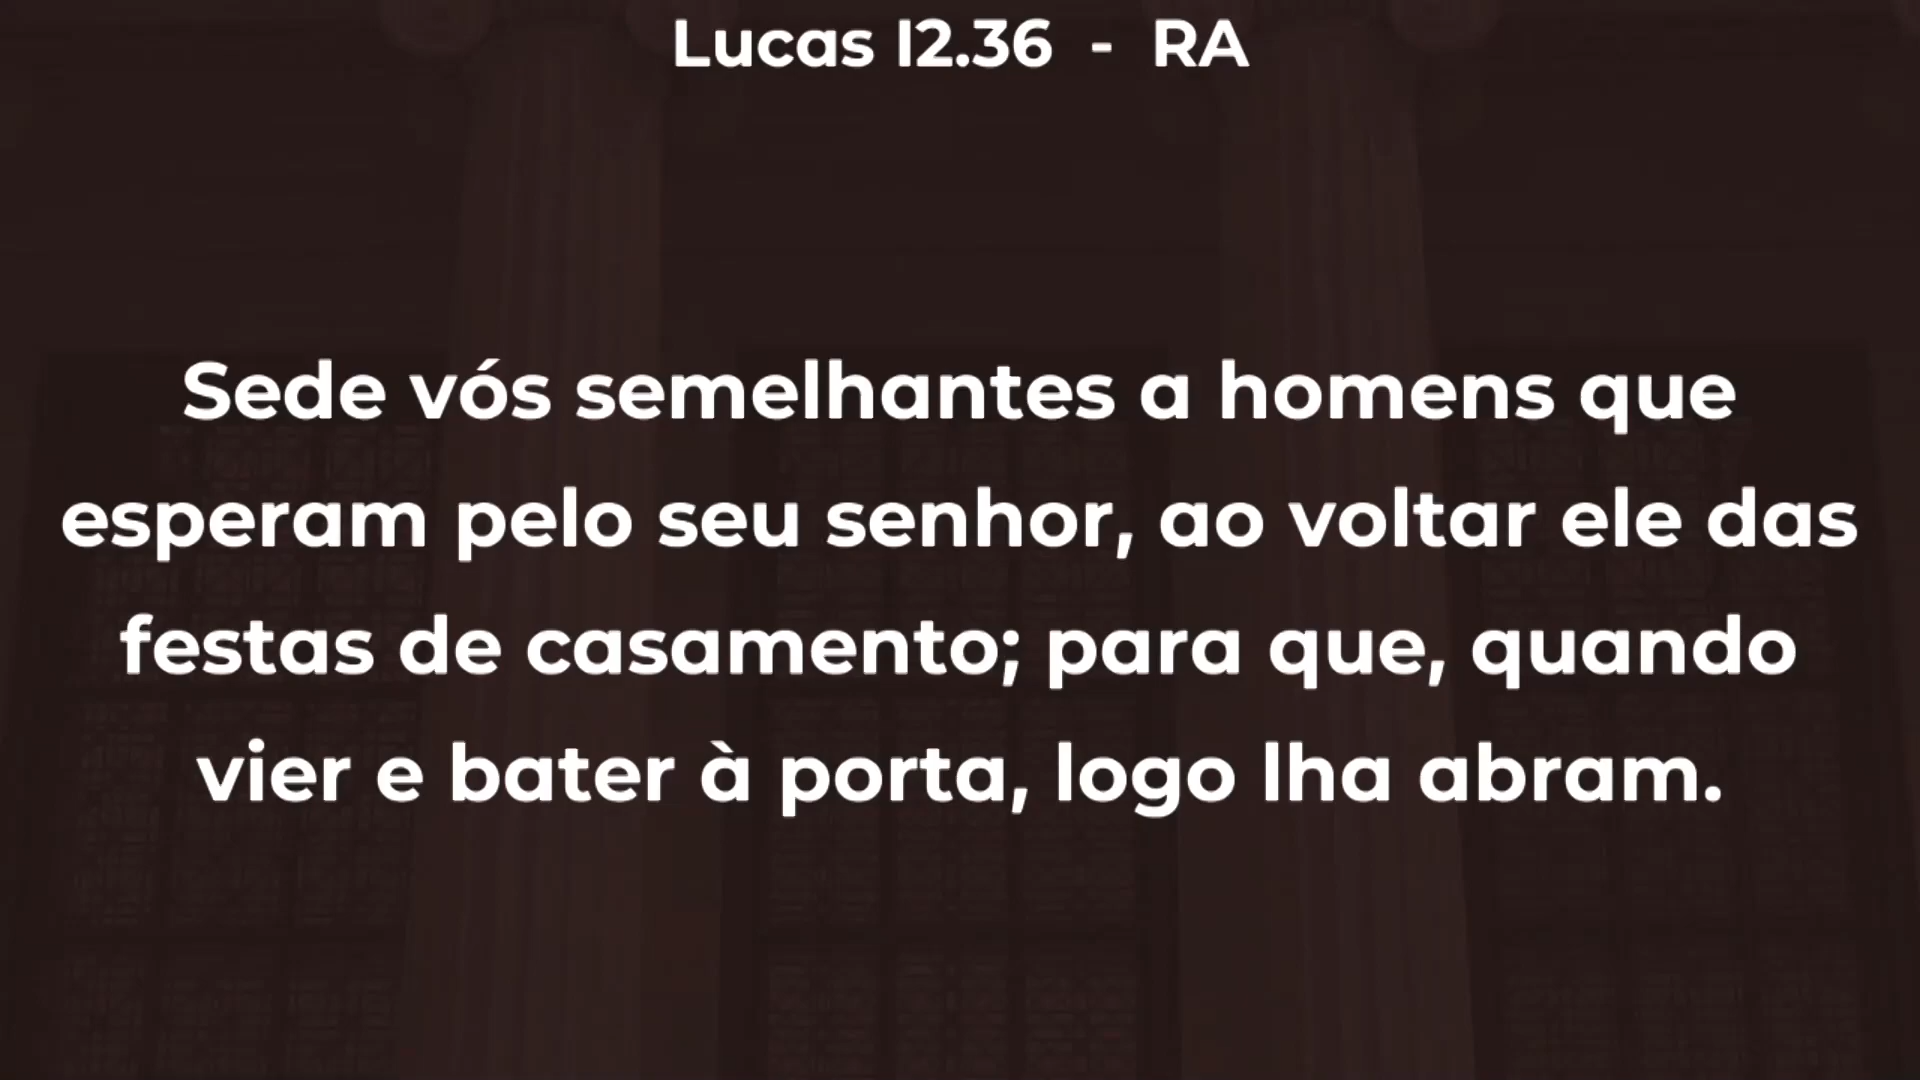 Lucas 12.36 - RA
Sede vós semelhantes a homens que
esperam pelo seu senhor, ao voltar ele das
festas de casamento; para que, quando
vier e bater à porta, logo lha abram.